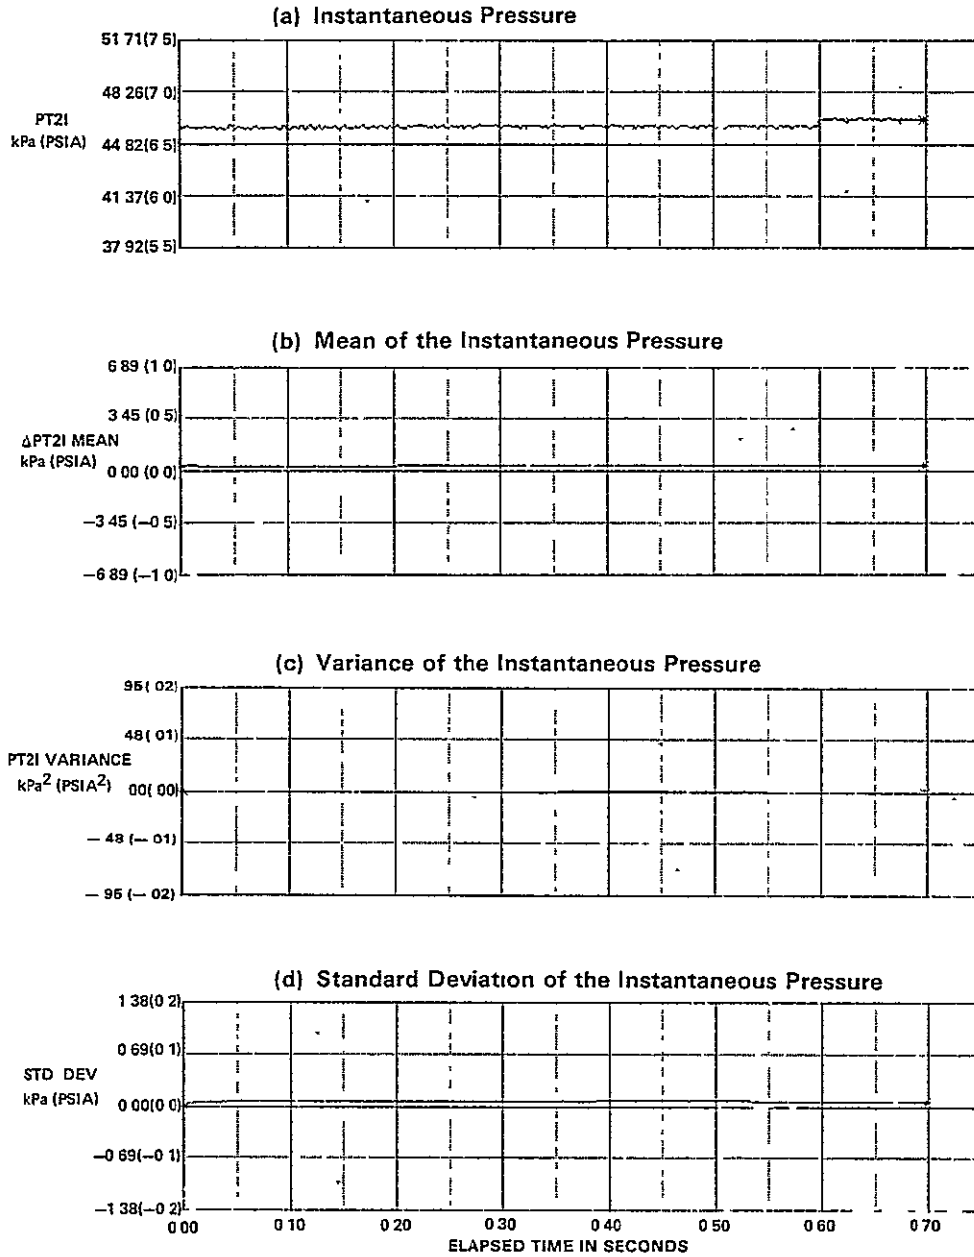 (a) Instantaneous Pressure
51 71(7 5)
48 26(7 0)
PT2I
kPa (PSIA)
44 82(6 5)
41 37(6 0)
37 92(5 5)
(b) Mean of the Instantaneous Pressure
6 89 (1 0)
3 45 (0 5)
ΔPT2I MEAN
kPa (PSIA)
0 00 (0 0)
−3 45 (−0 5)
−6 89 (−1 0)
(c) Variance of the Instantaneous Pressure
95( 02)
48( 01)
PT2I VARIANCE
kPa² (PSIA²)
00( 00)
− 48 (− 01)
− 95 (− 02)
(d) Standard Deviation of the Instantaneous Pressure
1 38(0 2)
0 69(0 1)
STD DEV
kPa (PSIA)
0 00(0 0)
−0 69(−0 1)
−1 38(−0 2)
0 00 0 10 0 20 0 30 0 40 0 50 0 60 0 70
ELAPSED TIME IN SECONDS